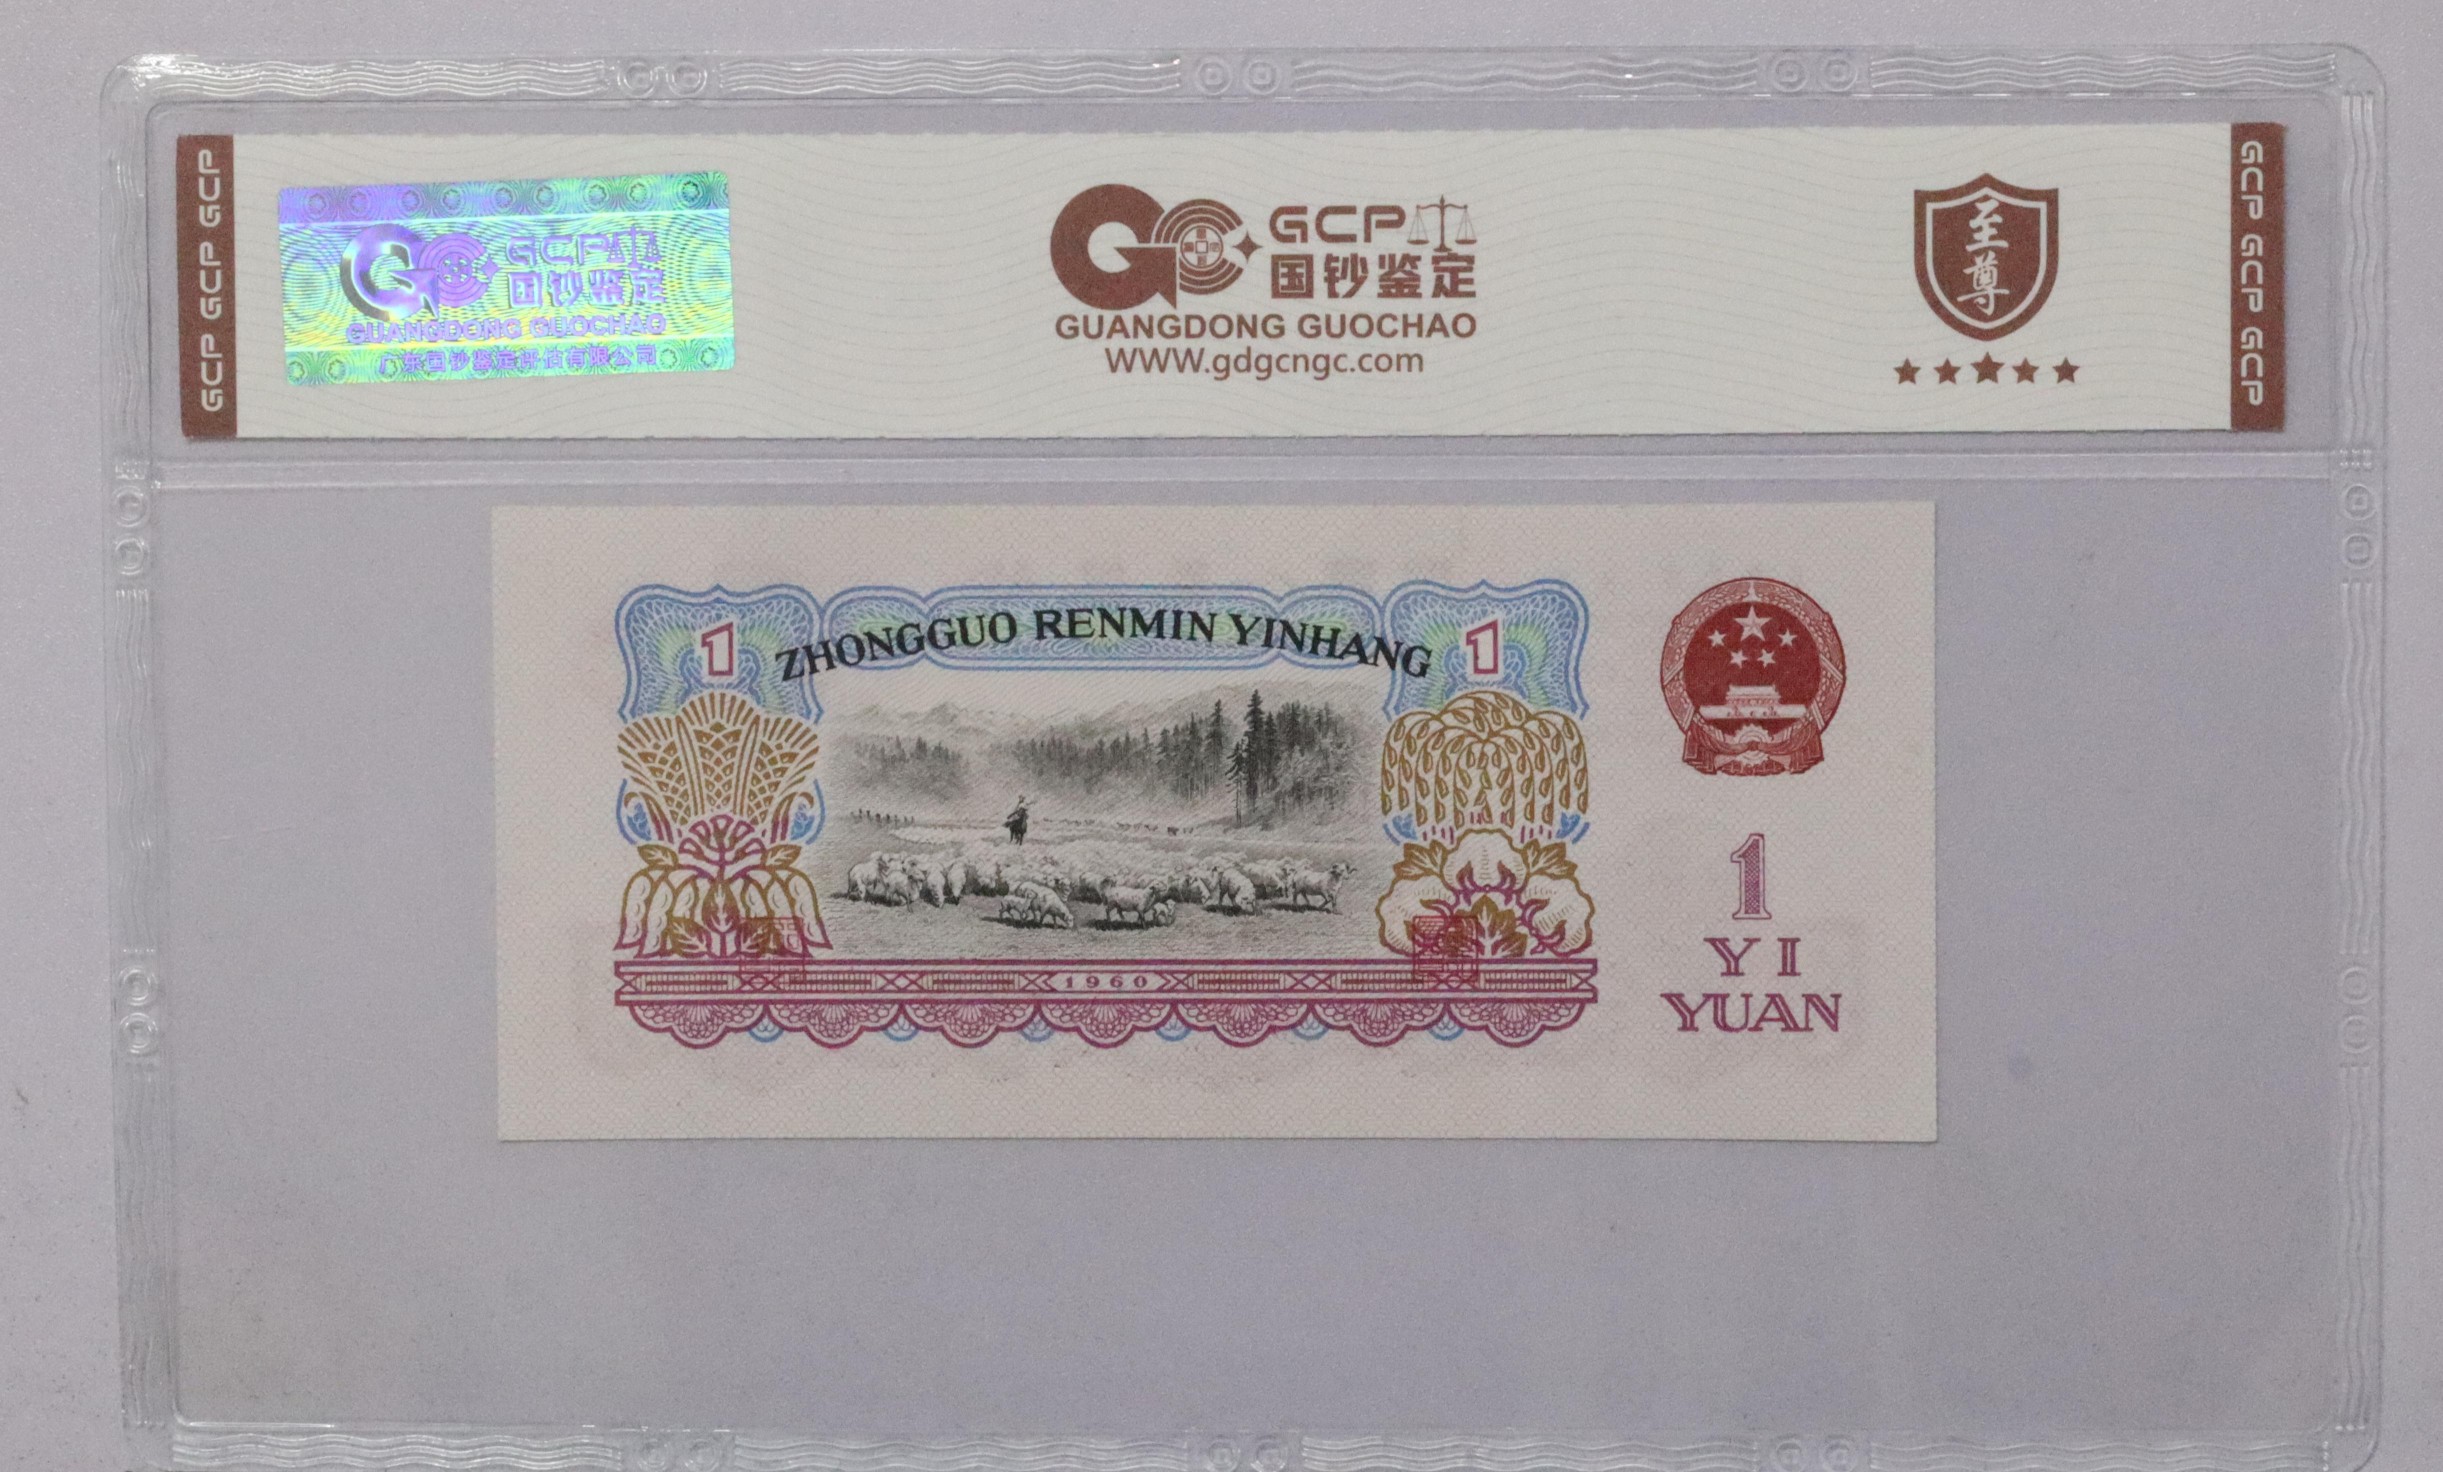 GCP GCP GCP
GCP
国钞鉴定
GUANGDONG GUOCHAO
广东国钞鉴定评估有限公司
GCP
国钞鉴定
GUANGDONG GUOCHAO
WWW.gdgcngc.com
至
尊
GCP GCP GCP
ZHONGGUO RENMIN YINHANG
1
1
1960
1
YI
YUAN